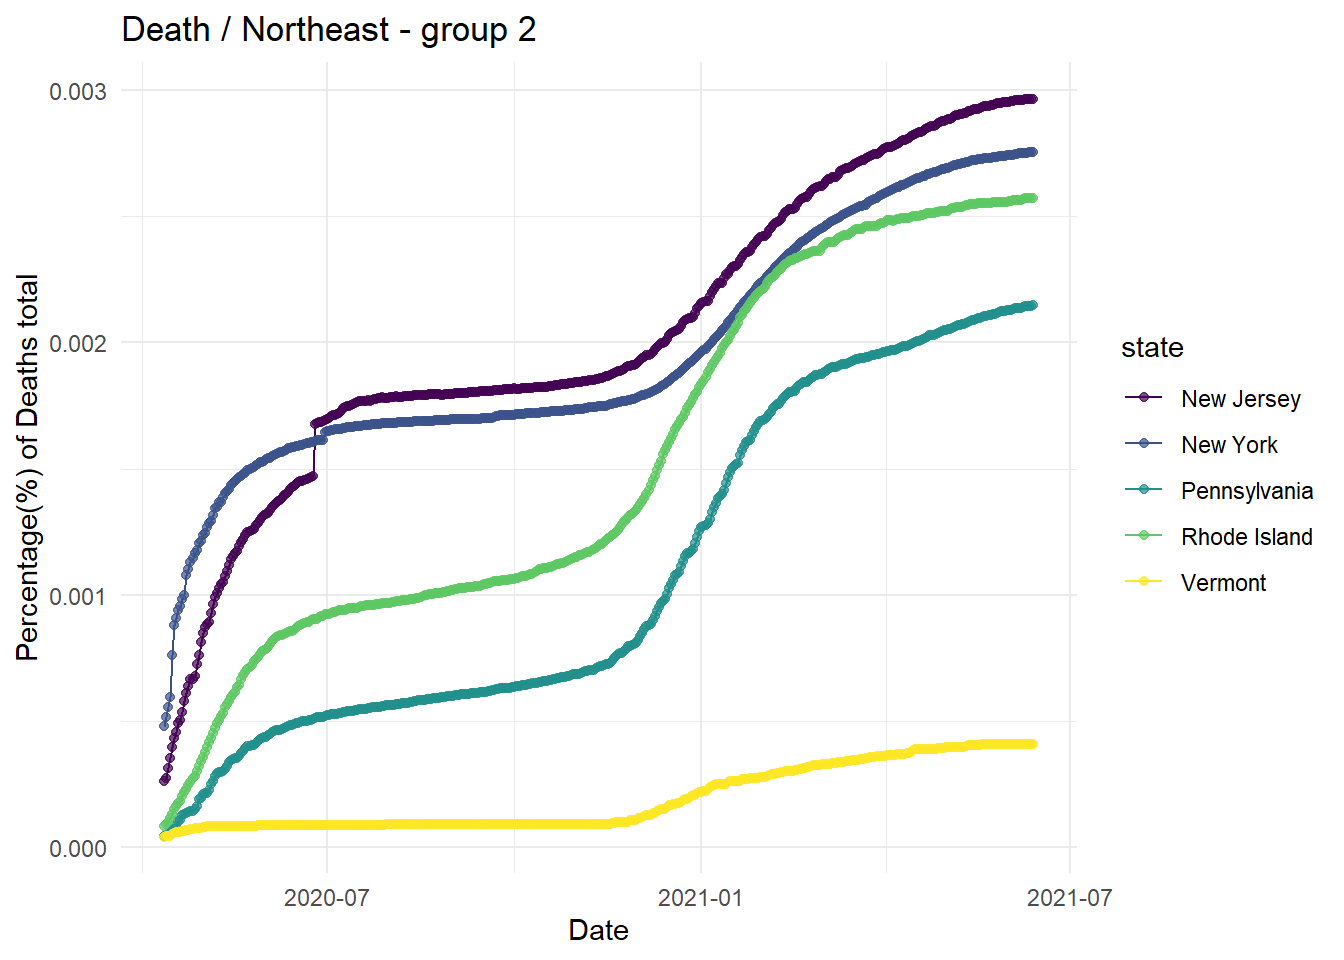 Death / Northeast - group 2
Percentage(%) of Deaths total
0.003
0.002
0.001
0.000
2020-07
2021-01
2021-07
Date
state
New Jersey
New York
Pennsylvania
Rhode Island
Vermont